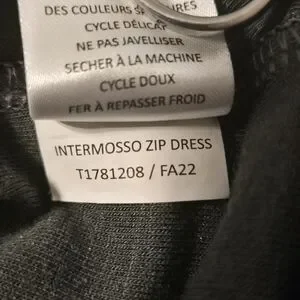 DES COULEURS
CYCLE DÉLICAT
NE PAS JAVELLISER
SÉCHER À LA MACHINE
CYCLE DOUX
FER À REPASSER FROID
INTERMOSSO ZIP DRESS
T1781208 / FA22